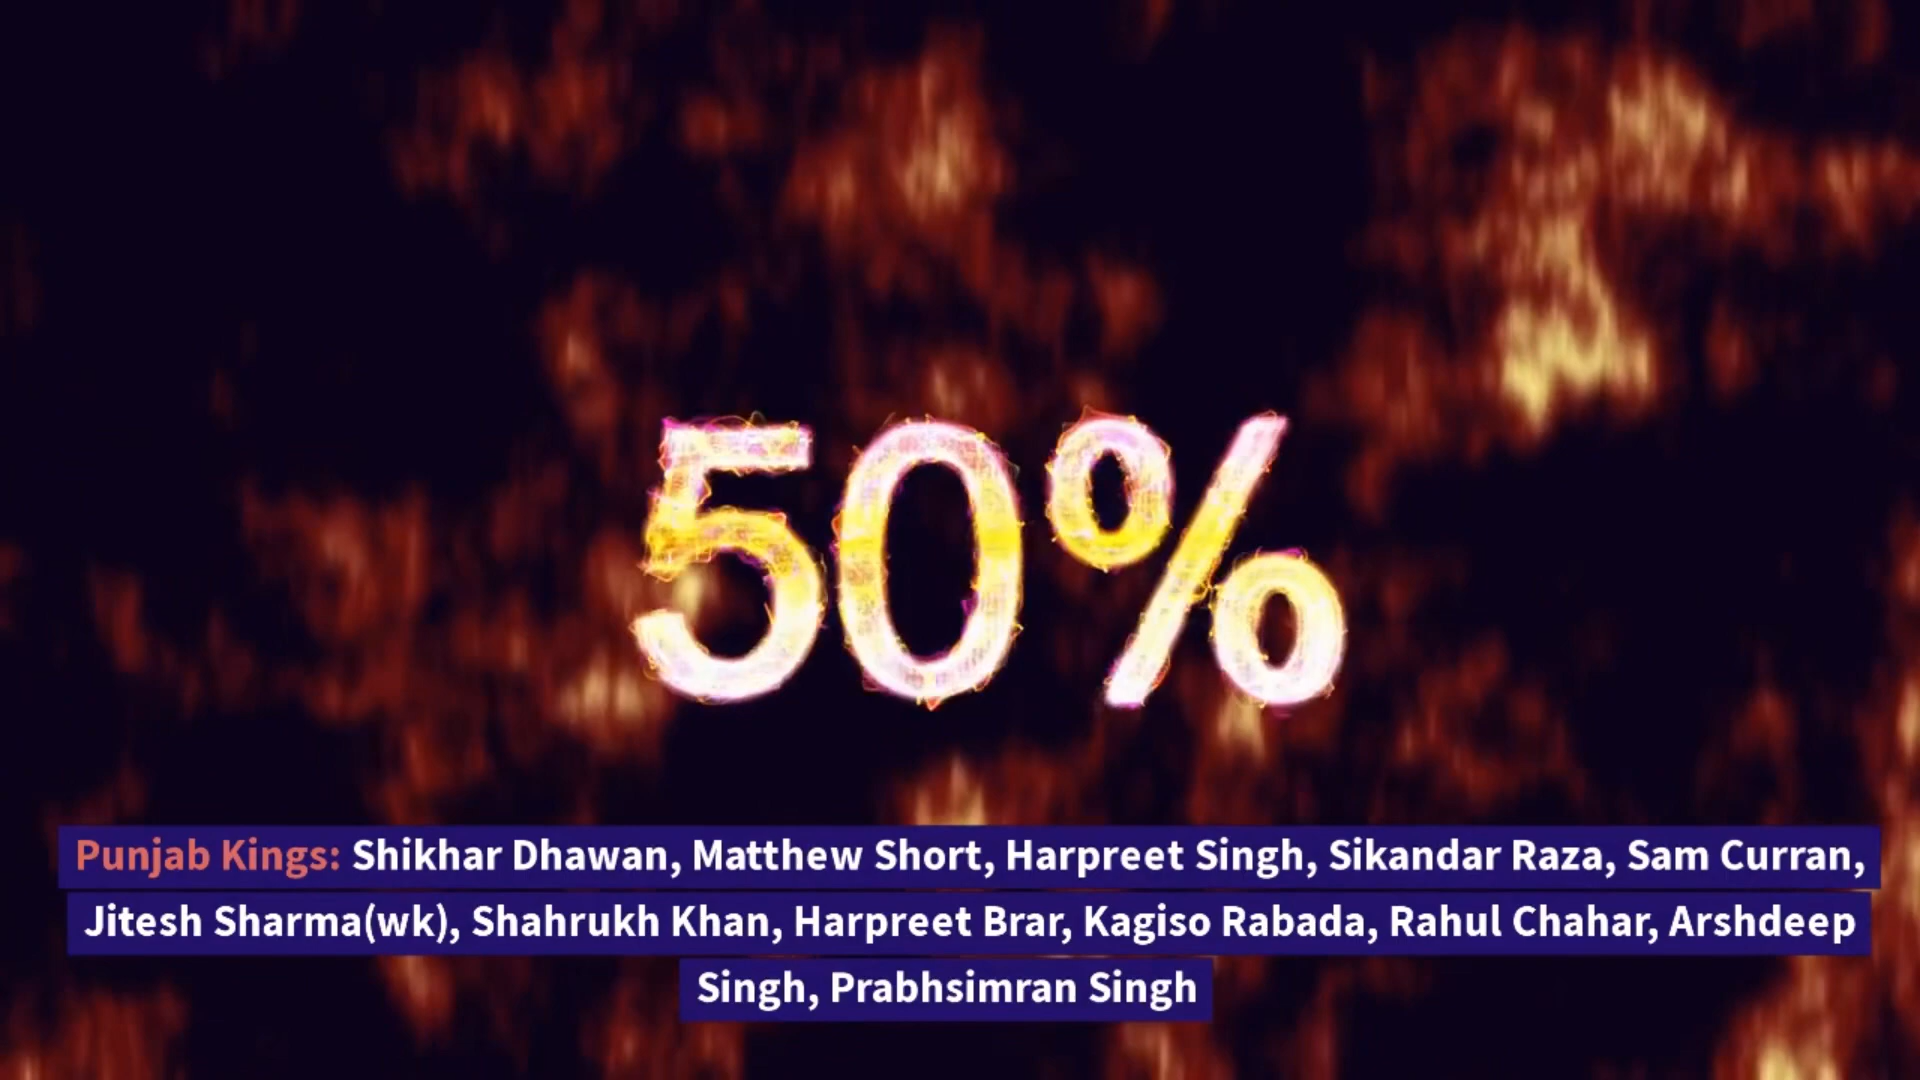 50%
Punjab Kings: Shikhar Dhawan, Matthew Short, Harpreet Singh, Sikandar Raza, Sam Curran,
Jitesh Sharma(wk), Shahrukh Khan, Harpreet Brar, Kagiso Rabada, Rahul Chahar, Arshdeep
Singh, Prabhsimran Singh